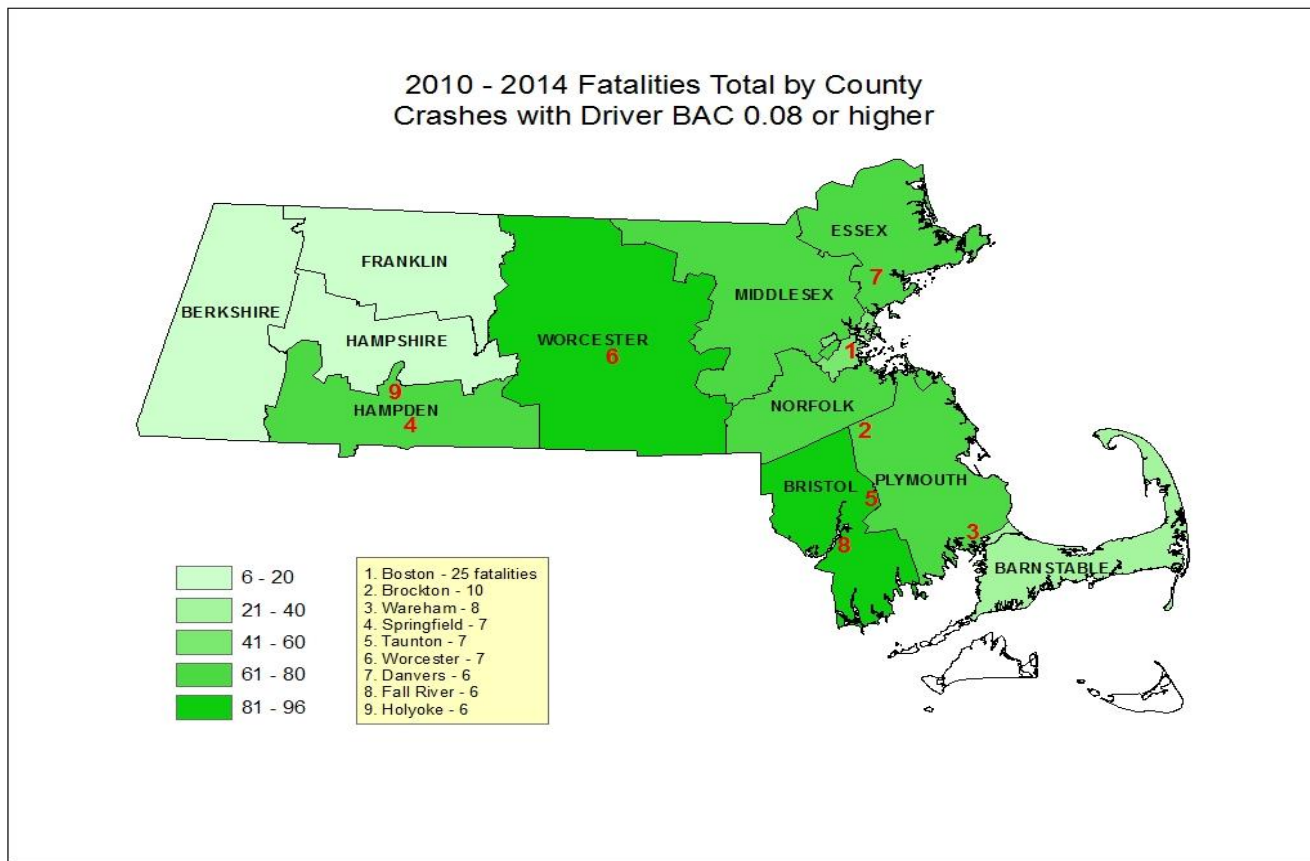 2010 - 2014 Fatalities Total by County
Crashes with Driver BAC 0.08 or higher
ESSEX
7
FRANKLIN
MIDDLESEX
BERKSHIRE
HAMPSHIRE
WORCESTER
6
1
9
HAMPDEN
4
NORFOLK
2
BRISTOL
PLYMOUTH
5
3
8
BARNSTABLE
6 - 20
21 - 40
41 - 60
61 - 80
81 - 96
1. Boston - 25 fatalities
2. Brockton - 10
3. Wareham - 8
4. Springfield - 7
5. Taunton - 7
6. Worcester - 7
7. Danvers - 6
8. Fall River - 6
9. Holyoke - 6